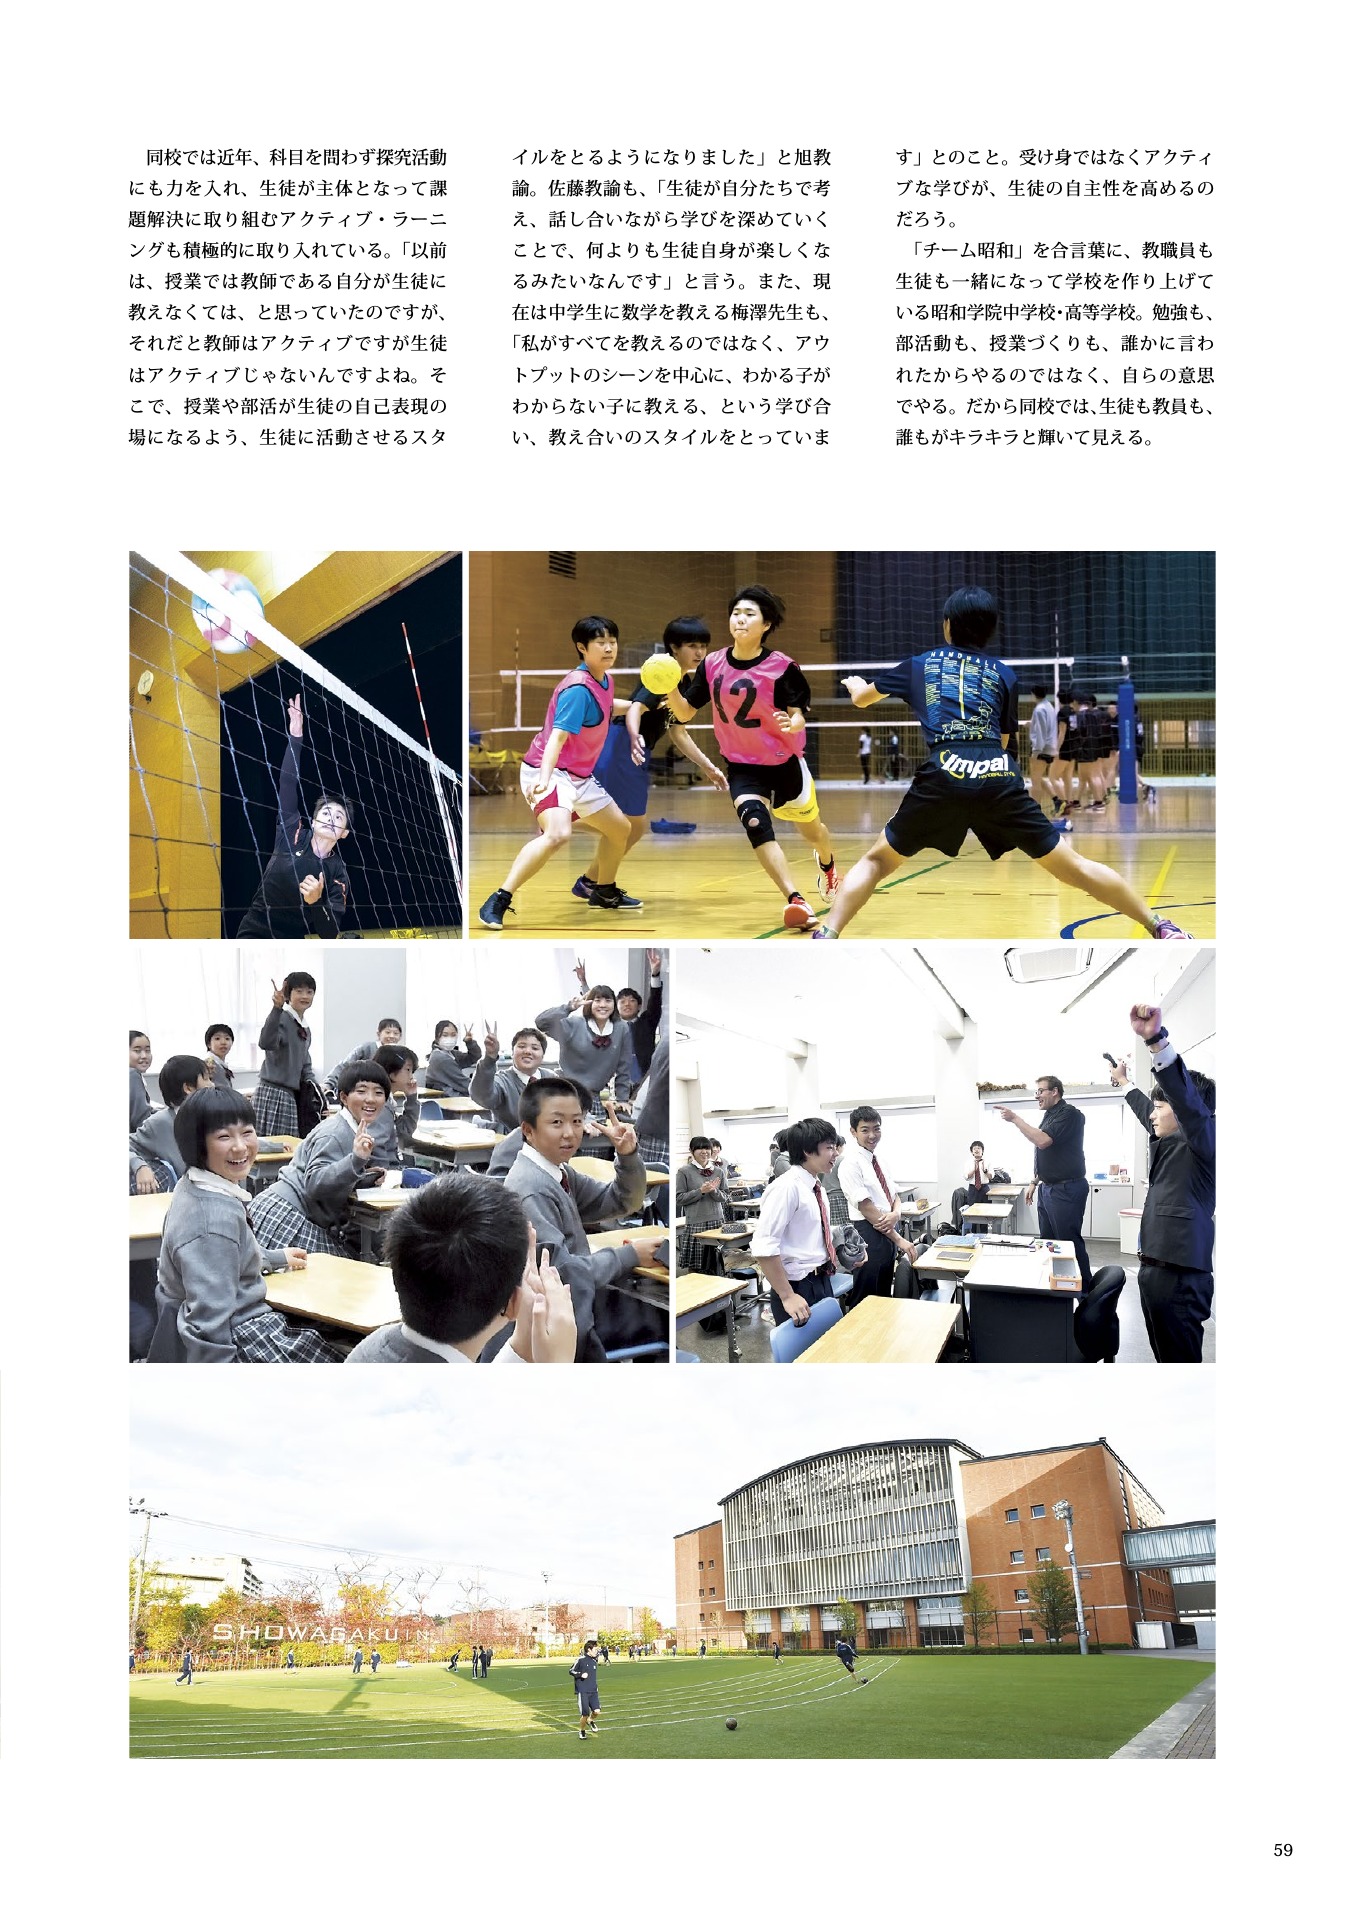 同校では近年、科目を問わず探究活動
にも力を入れ、生徒が主体となって課
題解決に取り組むアクティブ・ラーニ
ングも積極的に取り入れている。「以前
は、授業では教師である自分が生徒に
教えなくては、と思っていたのですが、
それだと教師はアクティブですが生徒
はアクティブじゃないんですよね。そ
こで、授業や部活が生徒の自己表現の
場になるよう、生徒に活動させるスタ
イルをとるようになりました」と旭教
諭。佐藤教諭も、「生徒が自分たちで考
え、話し合いながら学びを深めていく
ことで、何よりも生徒自身が楽しくな
るみたいなんです」と言う。また、現
在は中学生に数学を教える梅澤先生も、
「私がすべてを教えるのではなく、アウ
トプットのシーンを中心に、わかる子が
わからない子に教える、という学び合
い、教え合いのスタイルをとっていま
す」とのこと。受け身ではなくアクティ
ブな学びが、生徒の自主性を高めるの
だろう。
「チーム昭和」を合言葉に、教職員も
生徒も一緒になって学校を作り上げて
いる昭和学院中学校・高等学校。勉強も、
部活動も、授業づくりも、誰かに言わ
れたからやるのではなく、自らの意思
でやる。だから同校では、生徒も教員も、
誰もがキラキラと輝いて見える。
HANDBALL
12
Impal
SHOWAGAKUIN
59